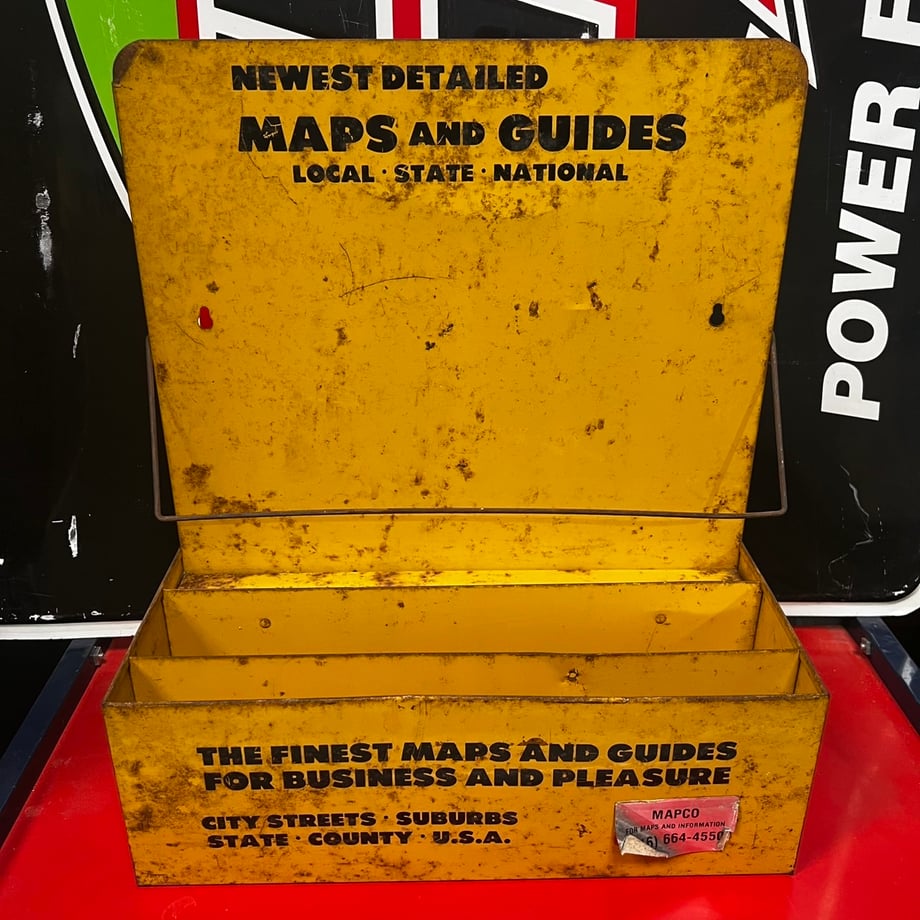 NEWEST DETAILED
MAPS AND GUIDES
LOCAL · STATE · NATIONAL
POWER
THE FINEST MAPS AND GUIDES
FOR BUSINESS AND PLEASURE
CITY STREETS · SUBURBS
STATE · COUNTY · U.S.A.
MAPCO
FOR MAPS AND INFORMATION
6) 664-4550